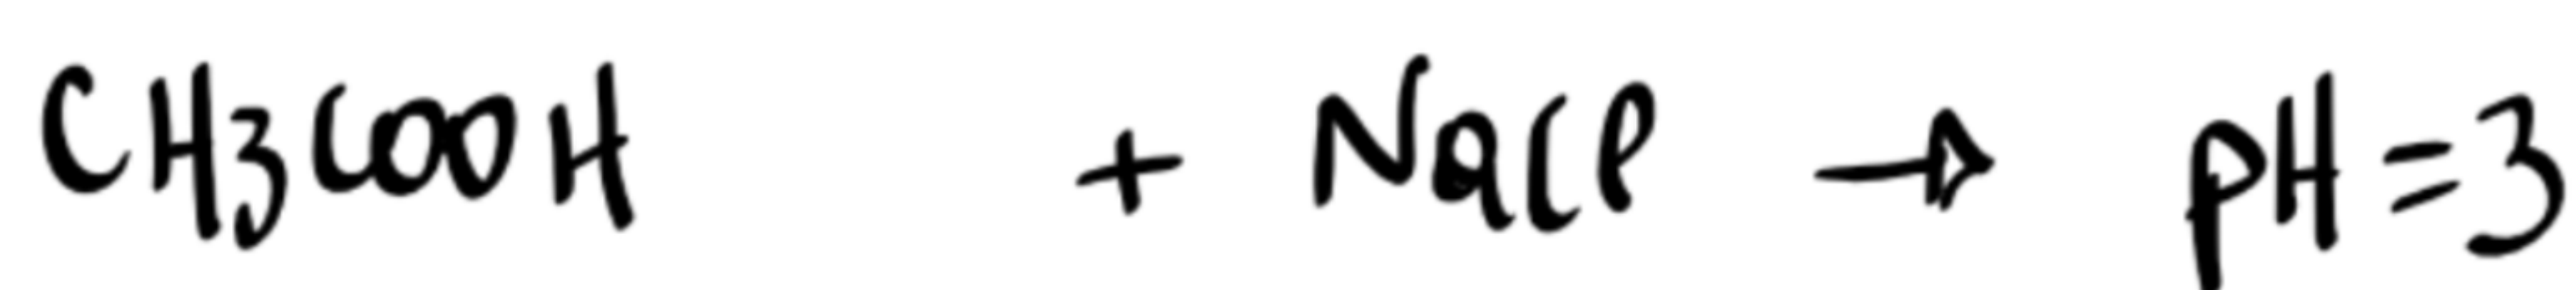 CH3COOH + NaCl → pH=3